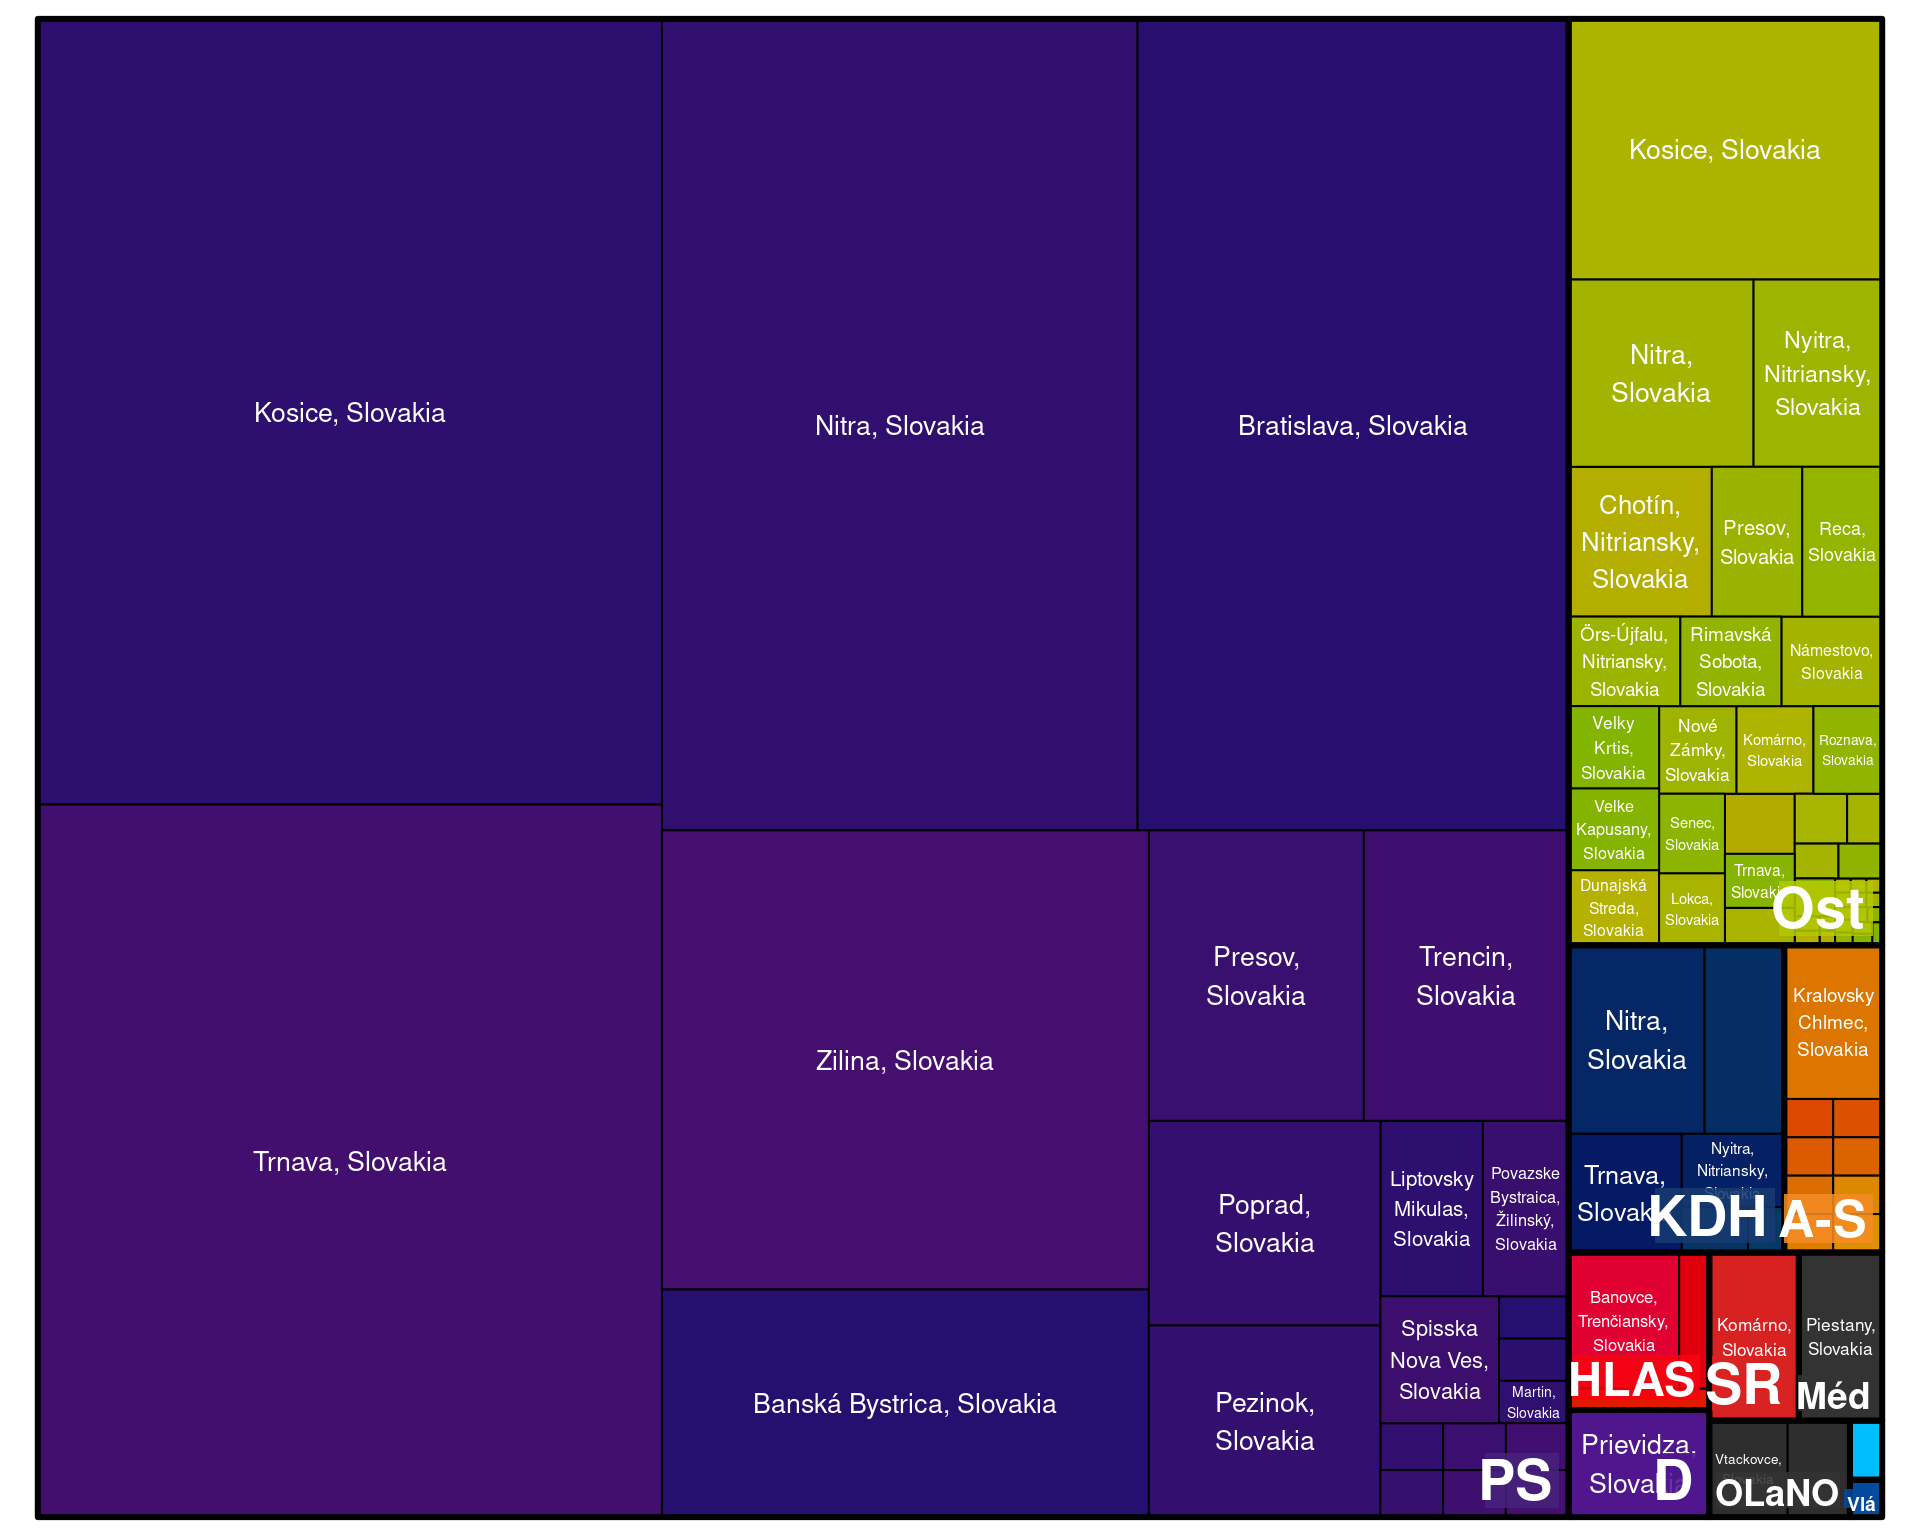 Kosice, Slovakia
Nitra, Slovakia
Bratislava, Slovakia
Trnava, Slovakia
Zilina, Slovakia
Banská Bystrica, Slovakia
Presov,
Slovakia
Trencin,
Slovakia
Poprad,
Slovakia
Pezinok,
Slovakia
Liptovsky
Mikulas,
Slovakia
Povazske
Bystraica,
Žilinský,
Slovakia
Spisska
Nova Ves,
Slovakia
Martin,
Slovakia
PS
Kosice, Slovakia
Nitra,
Slovakia
Nyitra,
Nitriansky,
Slovakia
Chotín,
Nitriansky,
Slovakia
Presov,
Slovakia
Reca,
Slovakia
Örs-Újfalu,
Nitriansky,
Slovakia
Rimavská
Sobota,
Slovakia
Námestovo,
Slovakia
Velky
Krtis,
Slovakia
Nové
Zámky,
Slovakia
Komárno,
Slovakia
Roznava,
Slovakia
Velke
Kapusany,
Slovakia
Senec,
Slovakia
Trnava,
Slovakia
Dunajská
Streda,
Slovakia
Lokca,
Slovakia
Ost
Nitra,
Slovakia
Trnava,
Slovakia
Nyitra,
Nitriansky,
Slovakia
KDH
Kralovsky
Chlmec,
Slovakia
A-S
Banovce,
Trenčiansky,
Slovakia
HLAS
Komárno,
Slovakia
SR
Piestany,
Slovakia
Méd
Prievidza,
Slovakia
D
Vtackovce,
Slovakia
OLaNO
Vlá